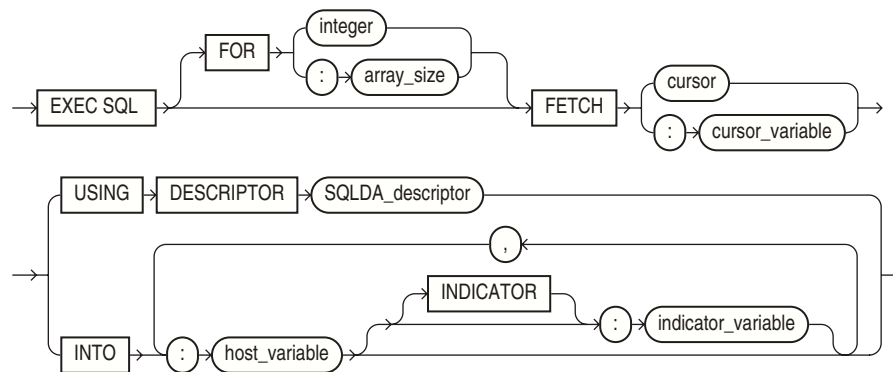 integer
FOR
: array_size
EXEC SQL FETCH cursor
: cursor_variable
USING DESCRIPTOR SQLDA_descriptor
,
INDICATOR
INTO : host_variable : indicator_variable